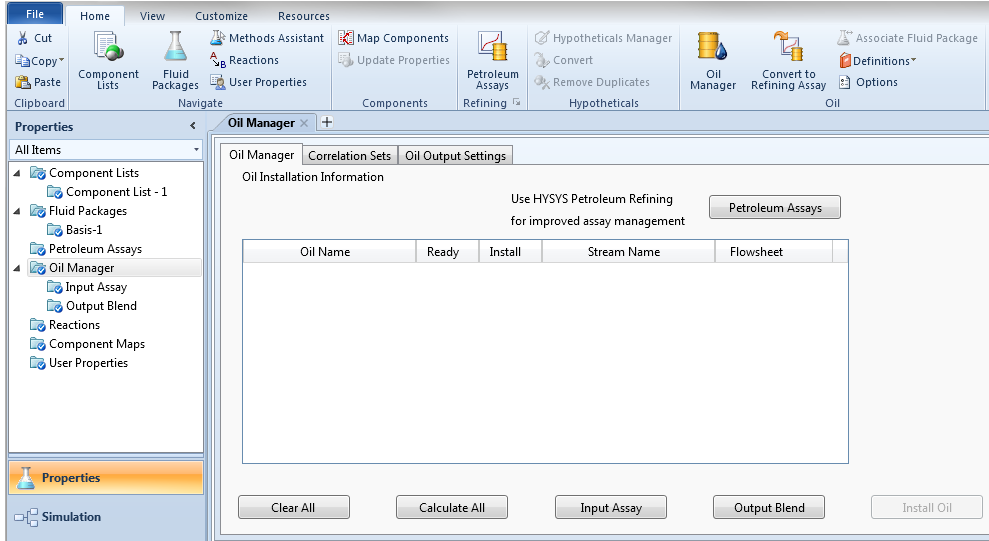 File Home View Customize Resources
Cut Methods Assistant Map Components Hypotheticals Manager Associate Fluid Package
Copy Reactions Update Properties Convert Definitions
Paste Component Lists Fluid Packages User Properties Petroleum Assays Remove Duplicates Oil Manager Convert to Refining Assay Options
Clipboard Navigate Components Refining Hypotheticals Oil
Properties <
All Items
Component Lists
Component List - 1
Fluid Packages
Basis-1
Petroleum Assays
Oil Manager
Input Assay
Output Blend
Reactions
Component Maps
User Properties
Properties
Simulation
Oil Manager × +
Oil Manager Correlation Sets Oil Output Settings
Oil Installation Information
Use HYSYS Petroleum Refining
for improved assay management
Petroleum Assays
Oil Name Ready Install Stream Name Flowsheet
Clear All Calculate All Input Assay Output Blend Install Oil